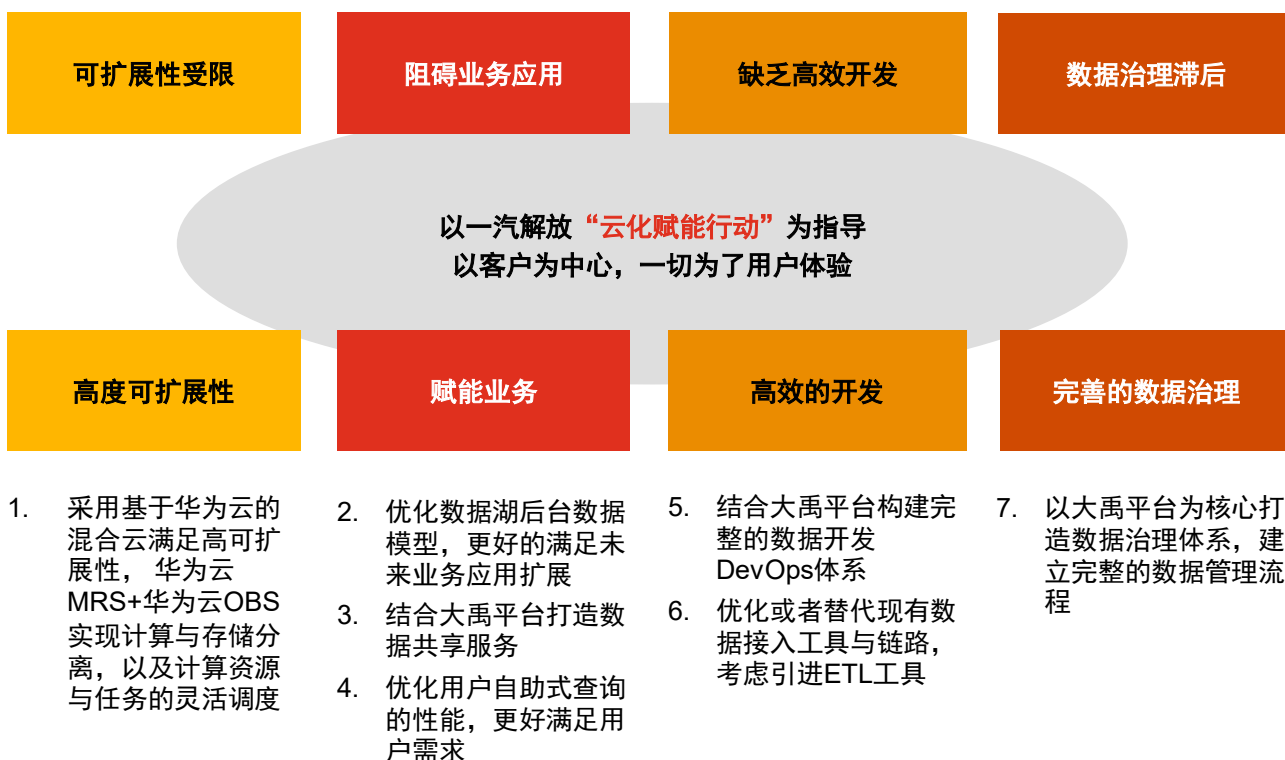 可扩展性受限
阻碍业务应用
缺乏高效开发
数据治理滞后
以一汽解放“云化赋能行动”为指导
以客户为中心，一切为了用户体验
高度可扩展性
赋能业务
高效的开发
完善的数据治理
1. 采用基于华为云的
混合云满足高可扩
展性， 华为云
MRS+华为云OBS
实现计算与存储分
离，以及计算资源
与任务的灵活调度
2. 优化数据湖后台数据
模型，更好的满足未
来业务应用扩展
3. 结合大禹平台打造数
据共享服务
4. 优化用户自助式查询
的性能，更好满足用
户需求
5. 结合大禹平台构建完
整的数据开发
DevOps体系
6. 优化或者替代现有数
据接入工具与链路，
考虑引进ETL工具
7. 以大禹平台为核心打
造数据治理体系，建
立完整的数据管理流
程